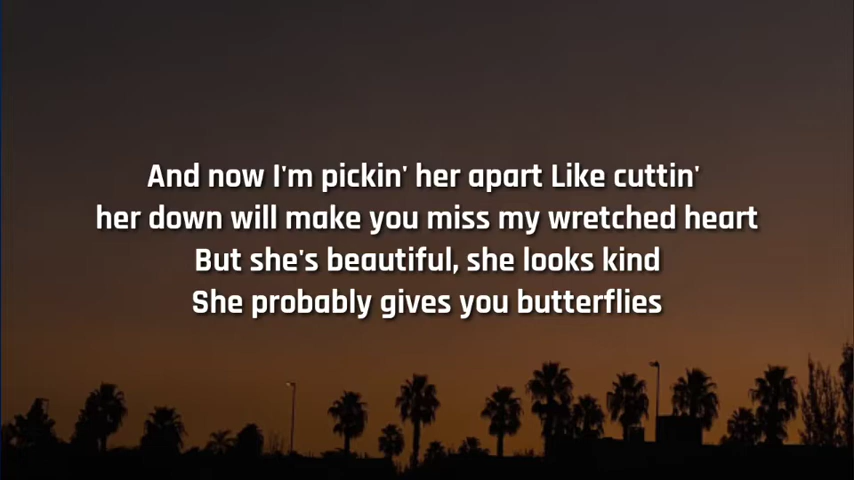 And now I'm pickin' her apart Like cuttin'
her down will make you miss my wretched heart
But she's beautiful, she looks kind
She probably gives you butterflies